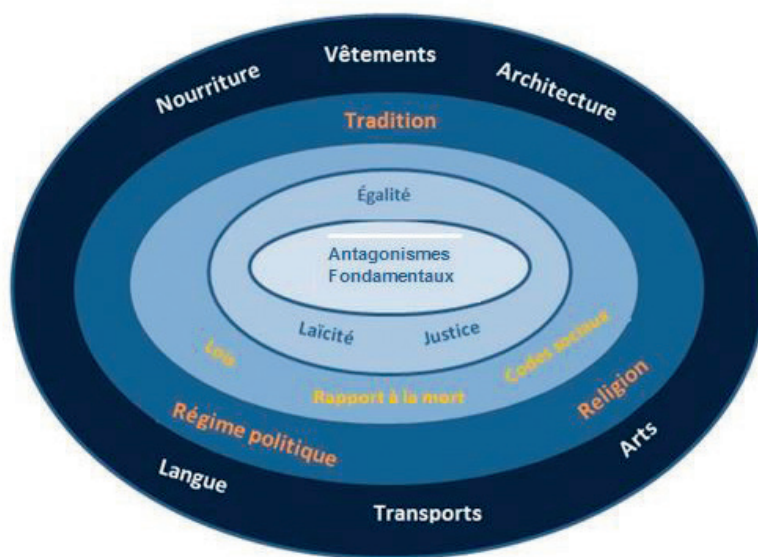 Vêtements
Nourriture
Architecture
Tradition
Égalité
Antagonismes
Fondamentaux
Laïcité
Justice
Lois
Codes sociaux
Rapport à la mort
Religion
Régime politique
Arts
Langue
Transports